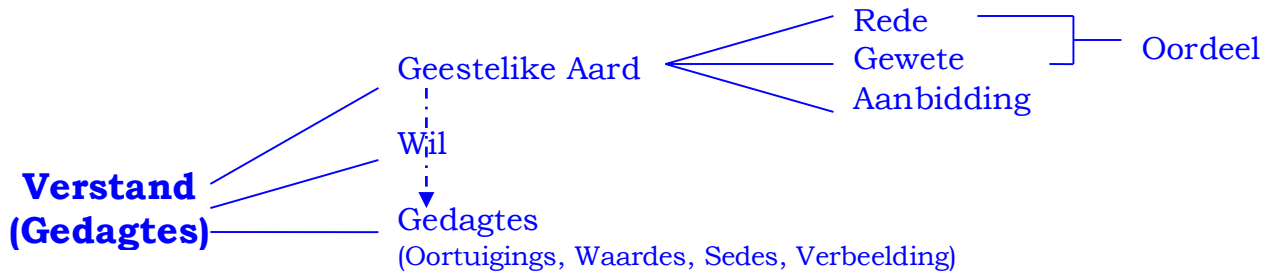 Verstand
(Gedagtes)
Geestelike Aard
Wil
Gedagtes
(Oortuigings, Waardes, Sedes, Verbeelding)
Rede
Gewete
Aanbidding
Oordeel